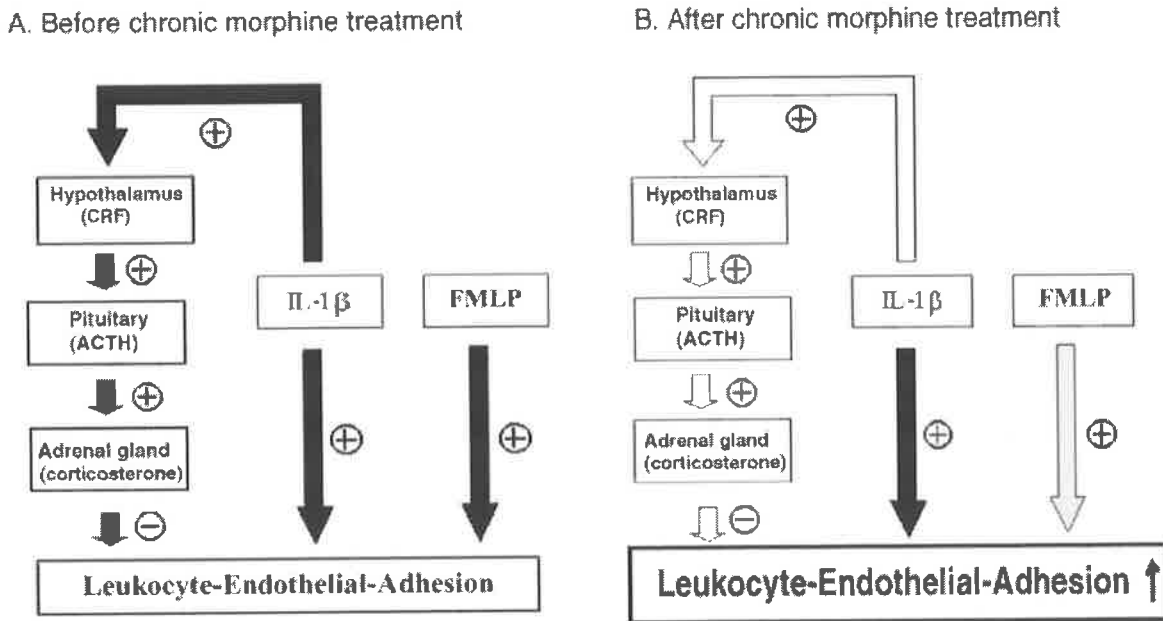 A. Before chronic morphine treatment
⊕
Hypothalamus
(CRF)
⊕
IL-1β
FMLP
Pituitary
(ACTH)
⊕
⊕
⊕
Adrenal gland
(corticosterone)
⊖
Leukocyte-Endothelial-Adhesion
B. After chronic morphine treatment
⊕
Hypothalamus
(CRF)
⊕
IL-1β
FMLP
Pituitary
(ACTH)
⊕
⊕
⊕
Adrenal gland
(corticosterone)
⊖
Leukocyte-Endothelial-Adhesion ↑